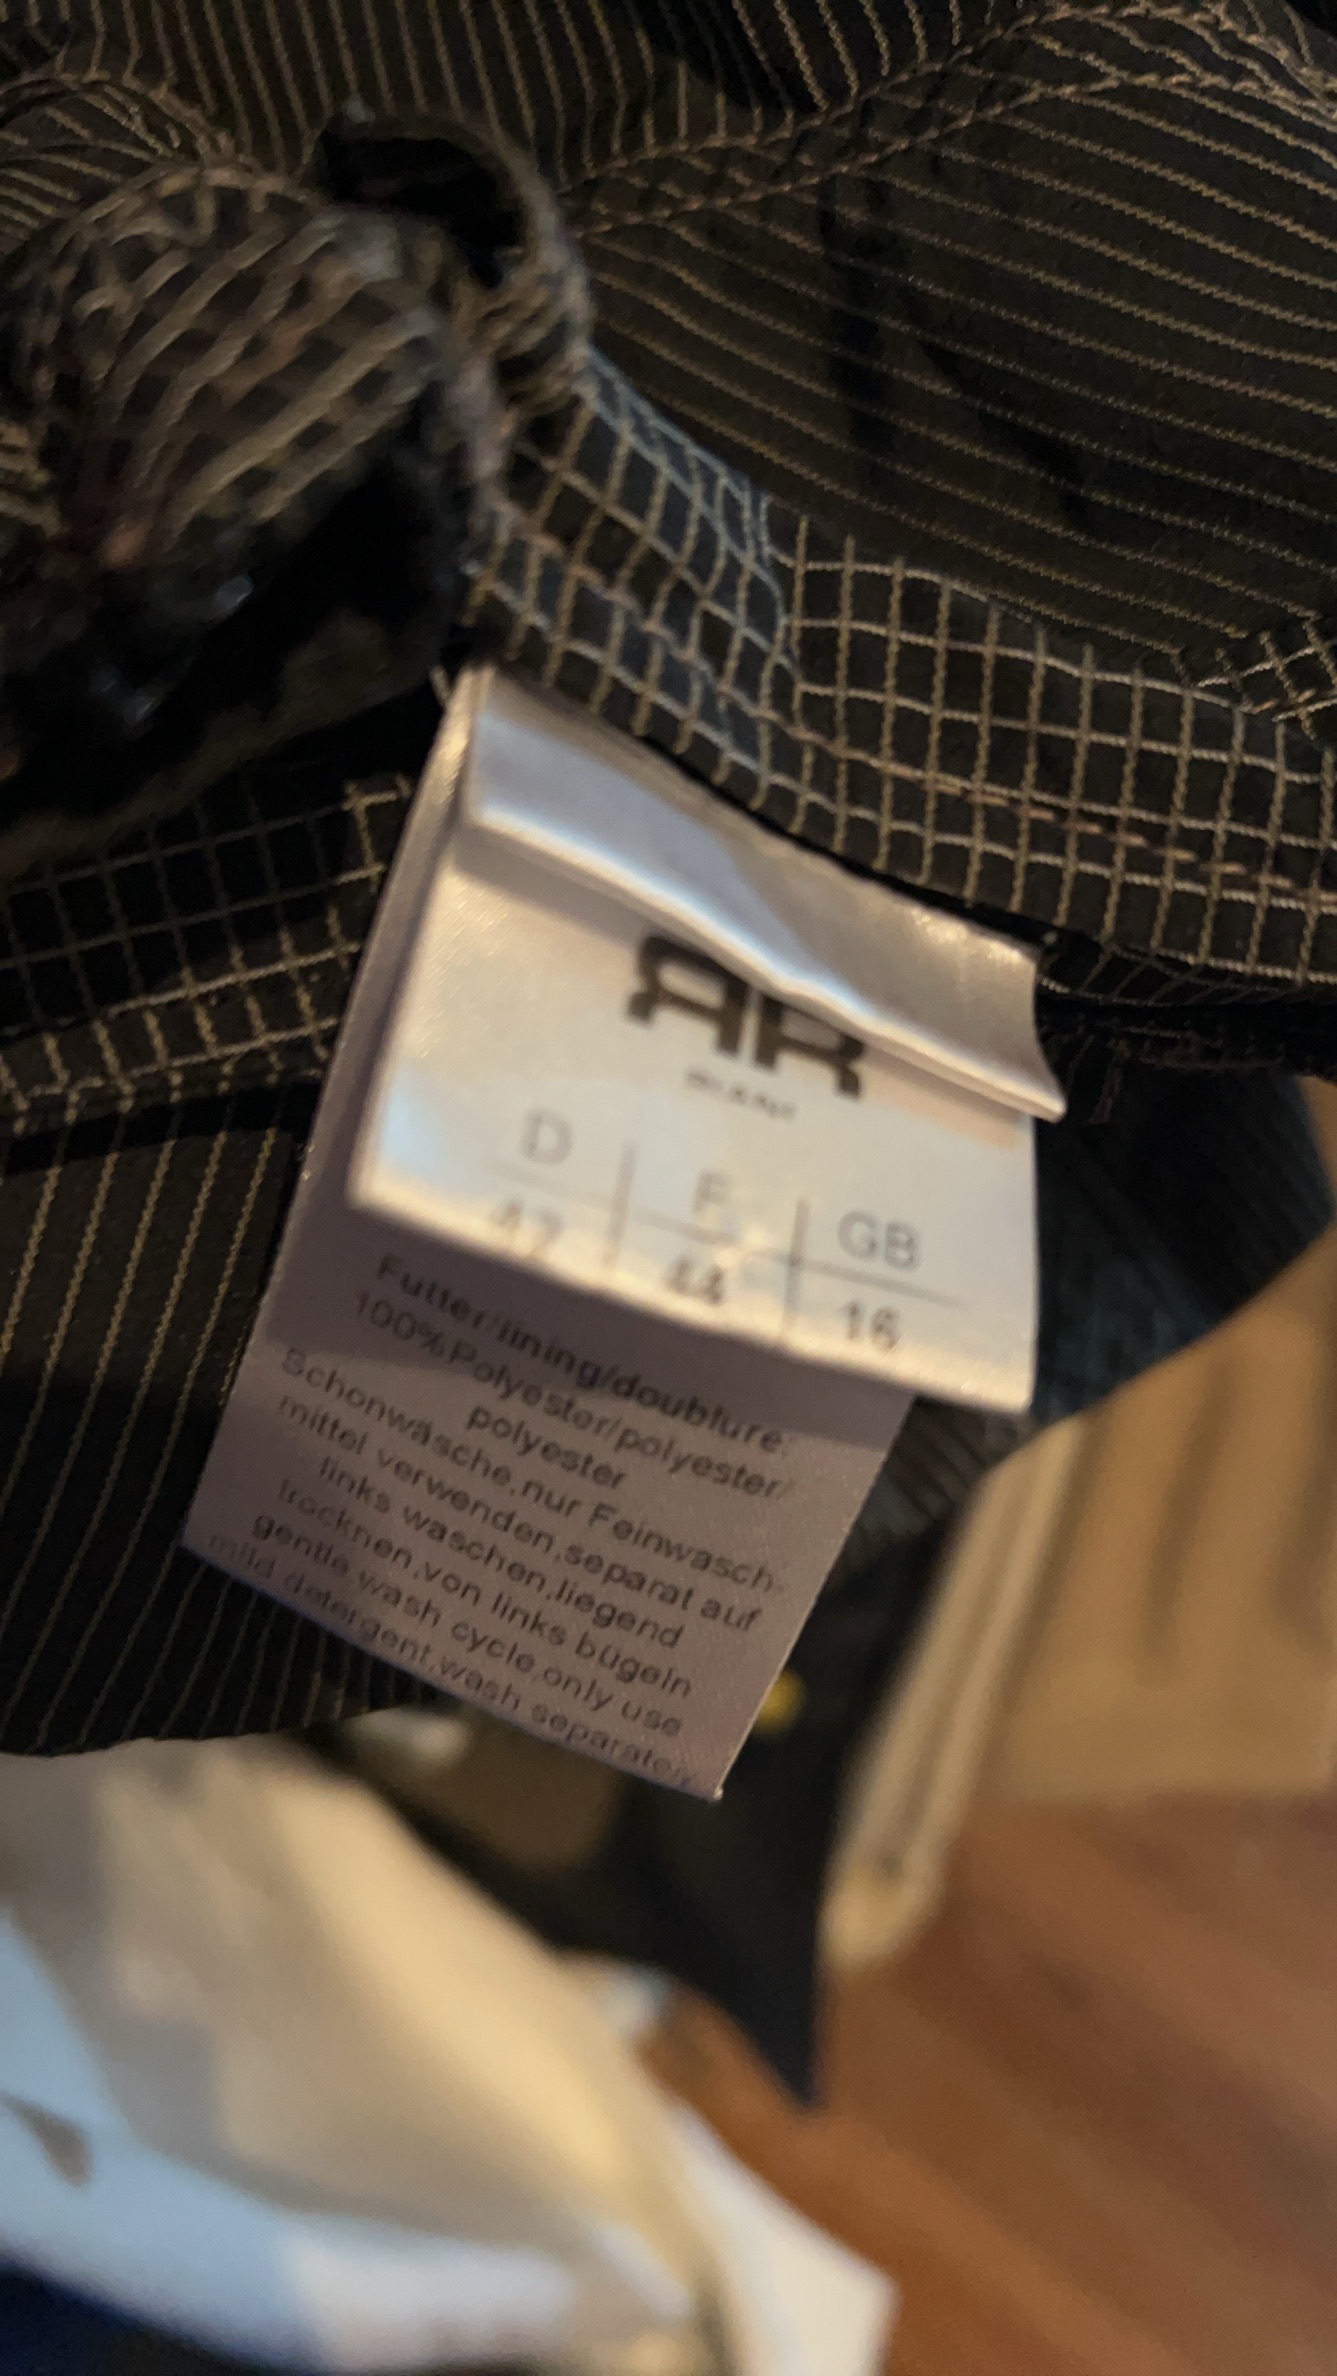 RR
RIANI
D F GB
42 44 16
Futter/lining/doublure:
100%Polyester/polyester/
polyester
Schonwäsche,nur Feinwasch-
mittel verwenden,separat auf
links waschen,liegend
trocknen,von links bügeln
gentle wash cycle,only use
mild detergent,wash separately